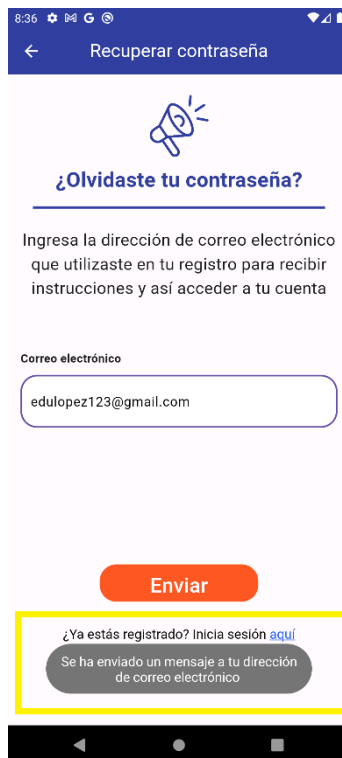 8:36
Recuperar contraseña
¿Olvidaste tu contraseña?
Ingresa la dirección de correo electrónico
que utilizaste en tu registro para recibir
instrucciones y así acceder a tu cuenta
Correo electrónico
edulopez123@gmail.com
Enviar
¿Ya estás registrado? Inicia sesión aquí
Se ha enviado un mensaje a tu dirección
de correo electrónico